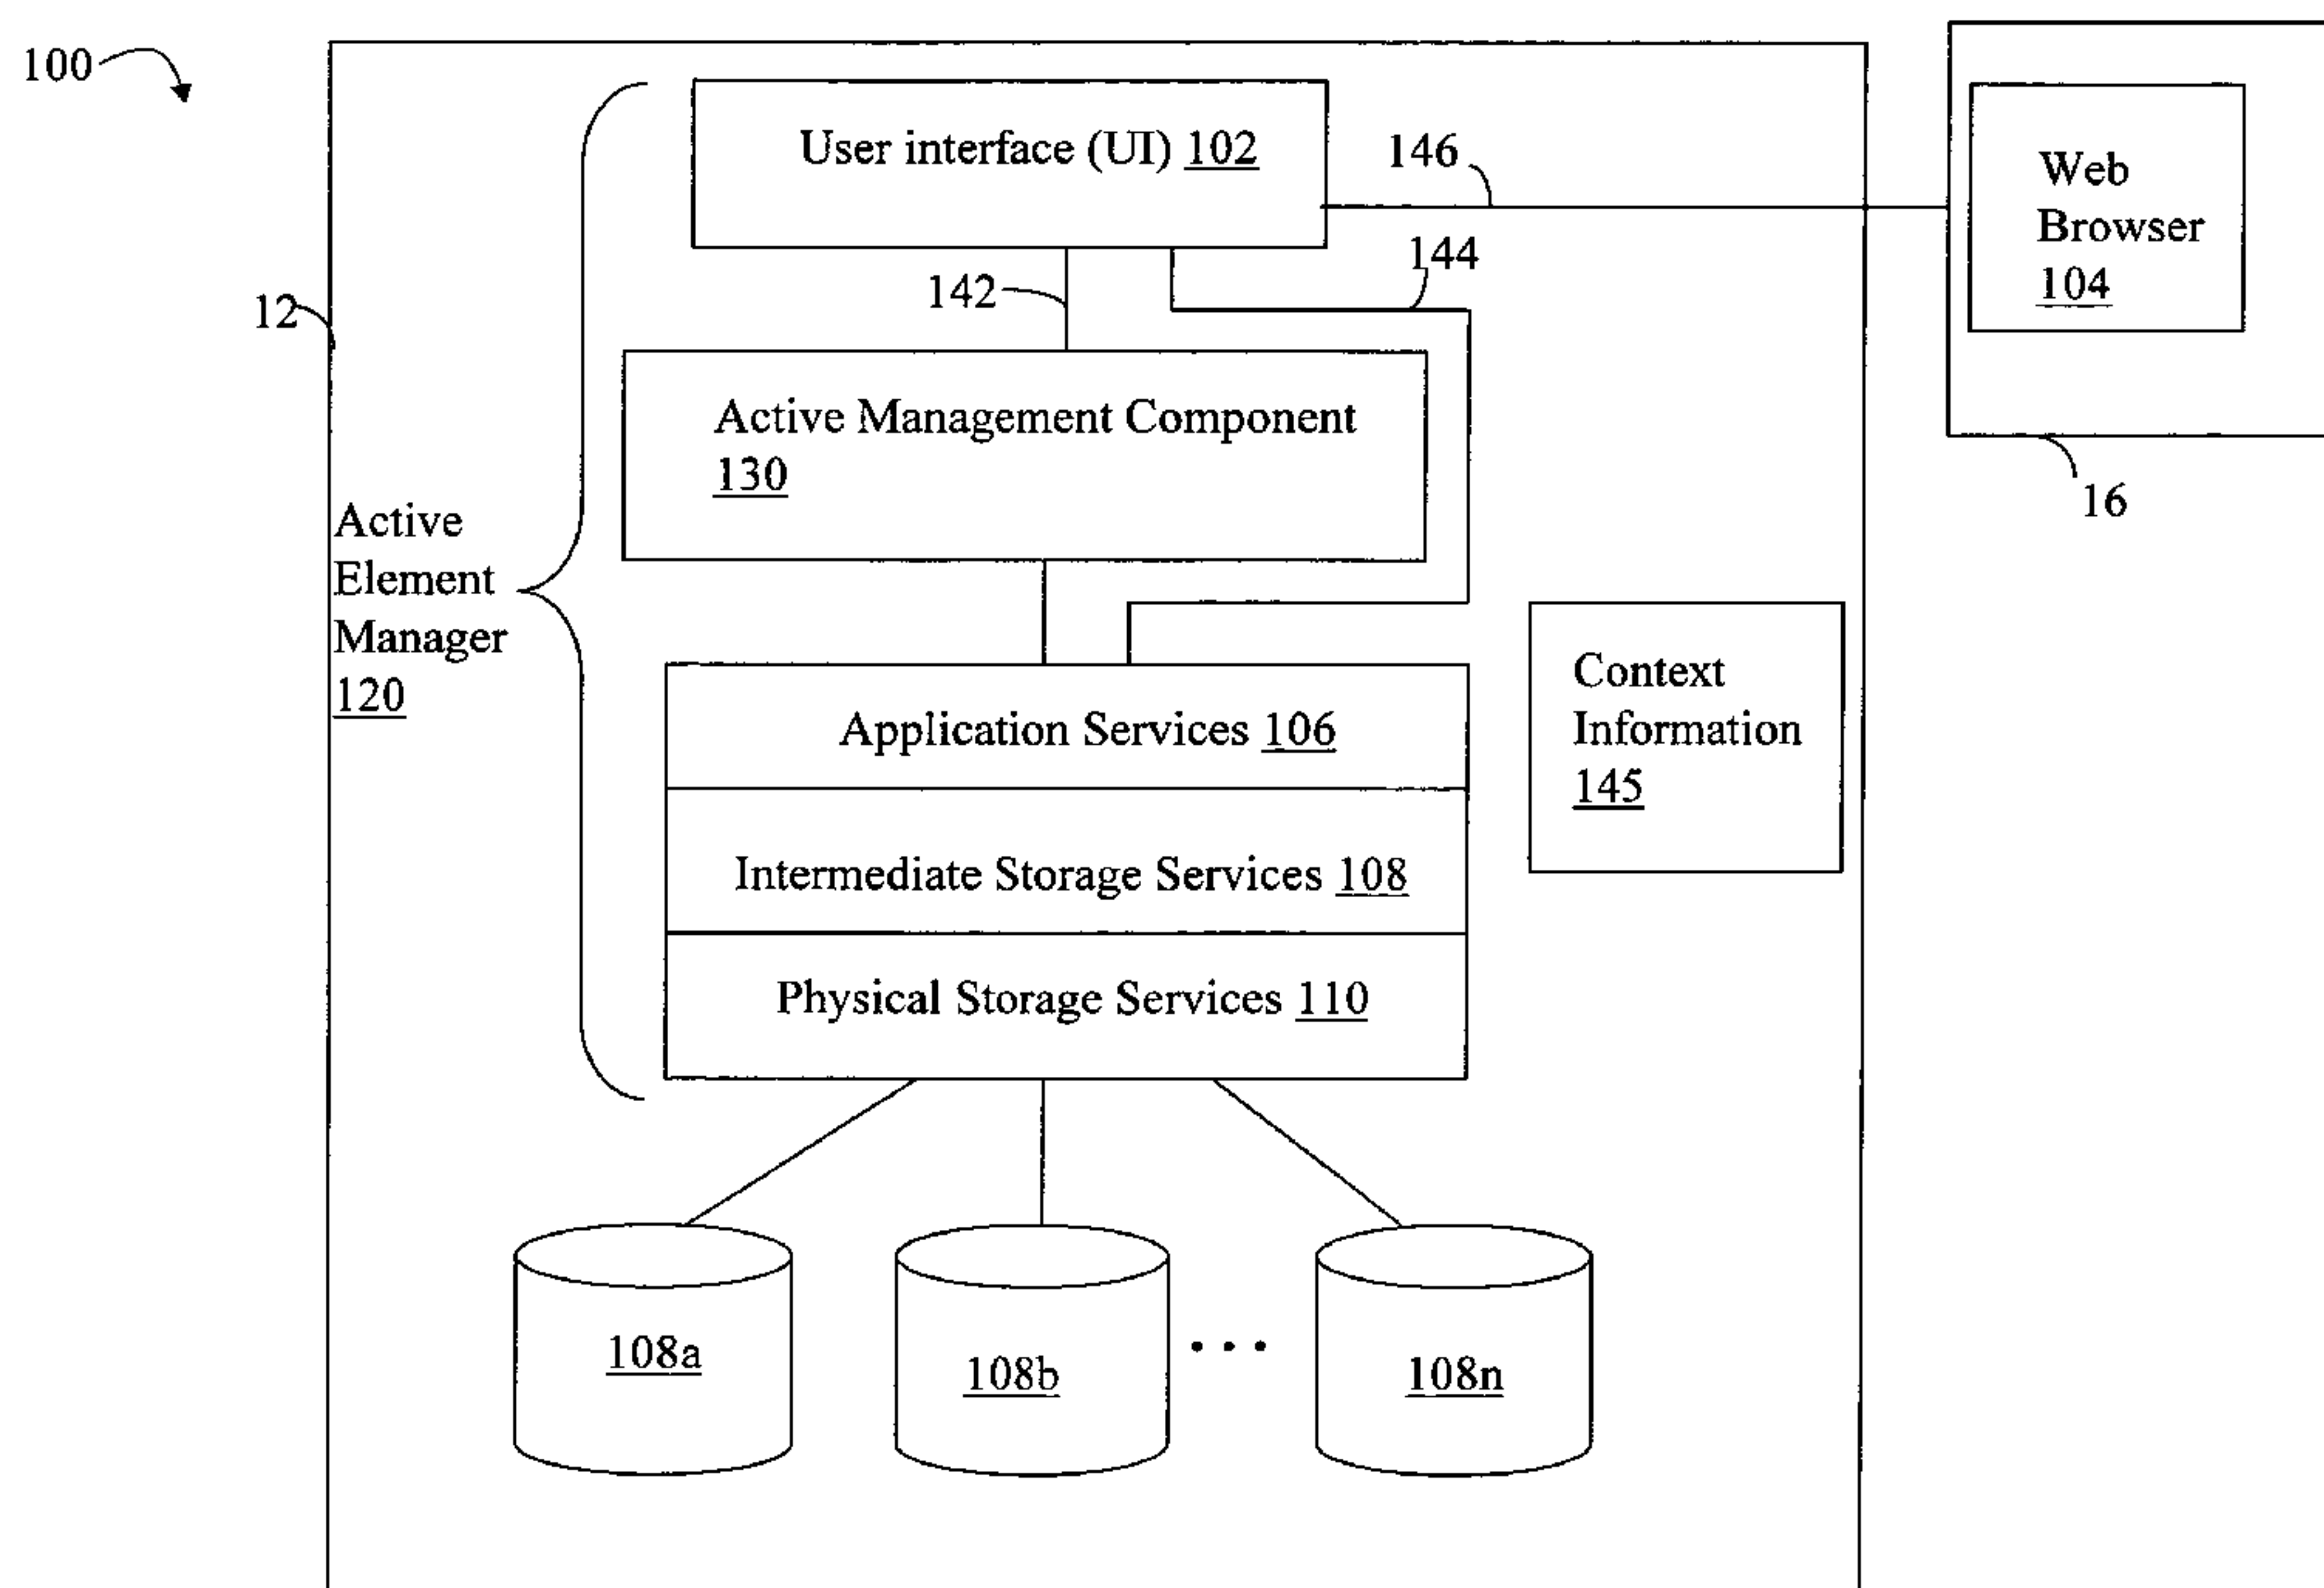 100
User interface (UI) 102
146
Web
Browser
104
144
142
12
Active Management Component
130
16
Active
Element
Manager
120
Context
Information
145
Application Services 106
Intermediate Storage Services 108
Physical Storage Services 110
108a
108b
...
108n